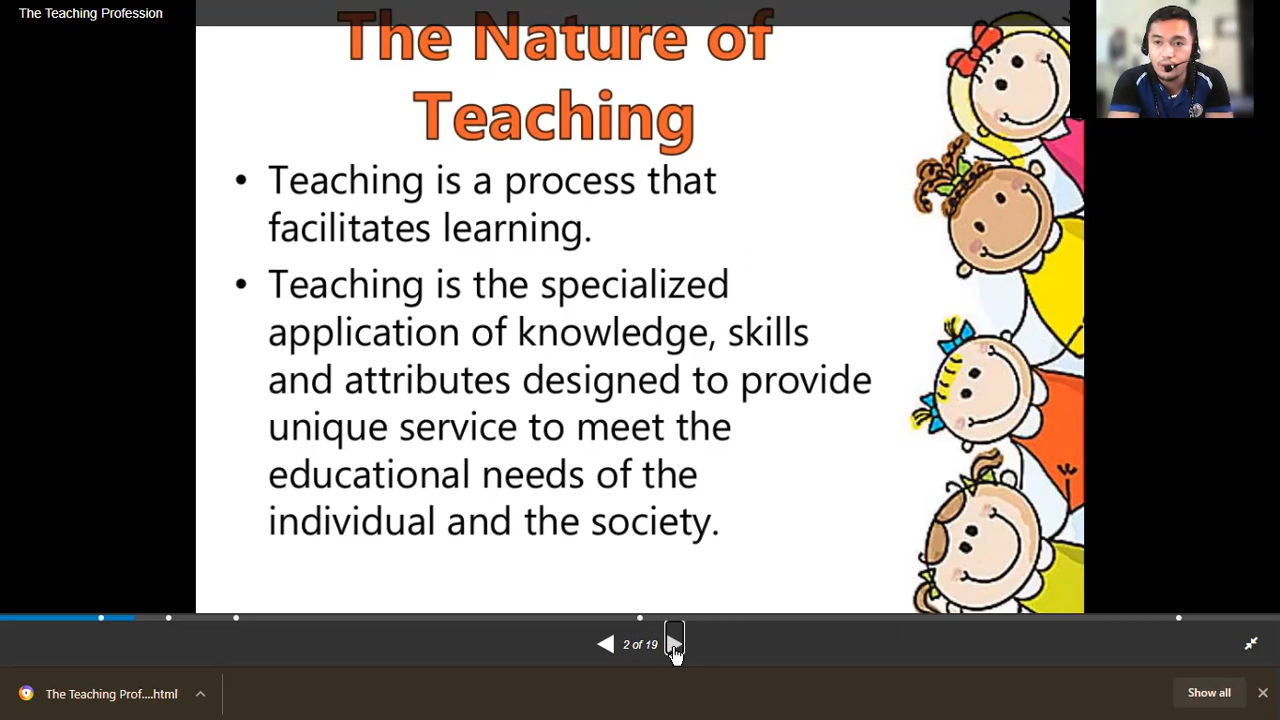 The Teaching Profession
The Nature of
Teaching
• Teaching is a process that
facilitates learning.
• Teaching is the specialized
application of knowledge, skills
and attributes designed to provide
unique service to meet the
educational needs of the
individual and the society.
2 of 19
The Teaching Prof....html
Show all